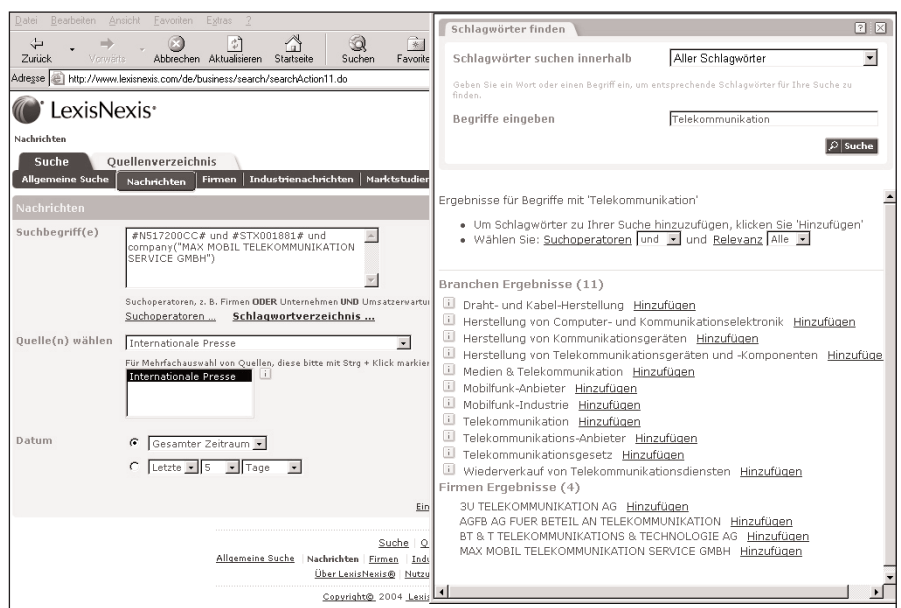 Datei Bearbeiten Ansicht Favoriten Extras ?
Zurück Vorwärts Abbrechen Aktualisieren Startseite Suchen Favorite
Adresse http://www.lexisnexis.com/de/business/search/searchAction11.do
LexisNexis
Nachrichten
Suche Quellenverzeichnis
Allgemeine Suche Nachrichten Firmen Industrienachrichten Marktstudien
Nachrichten
Suchbegriff(e)
#N517200CC# und #STX001881# und
company("MAX MOBIL TELEKOMMUNIKATION
SERVICE GMBH")
Suchoperatoren, z. B. Firmen ODER Unternehmen UND Umsatzerwartu
Suchoperatoren ... Schlagwortverzeichnis ...
Quelle(n) wählen Internationale Presse
Für Mehrfachauswahl von Quellen, diese bitte mit Strg + Klick markier
Internationale Presse
Datum Gesamter Zeitraum
Letzte 5 Tage
Ein
Suche Q
Allgemeine Suche Nachrichten Firmen Indu
Über LexisNexis® Nutzu
Copyright© 2004 Lexis
Schlagwörter finden
Schlagwörter suchen innerhalb Aller Schlagwörter
Geben Sie ein Wort oder einen Begriff ein, um entsprechende Schlagwörter für Ihre Suche zu
finden.
Begriffe eingeben Telekommunikation
Suche
Ergebnisse für Begriffe mit 'Telekommunikation'
• Um Schlagwörter zu Ihrer Suche hinzuzufügen, klicken Sie 'Hinzufügen'
• Wählen Sie: Suchoperatoren und und Relevanz Alle
Branchen Ergebnisse (11)
Draht- und Kabel-Herstellung Hinzufügen
Herstellung von Computer- und Kommunikationselektronik Hinzufügen
Herstellung von Kommunikationsgeräten Hinzufügen
Herstellung von Telekommunikationsgeräten und -Komponenten Hinzufüge
Medien & Telekommunikation Hinzufügen
Mobilfunk-Anbieter Hinzufügen
Mobilfunk-Industrie Hinzufügen
Telekommunikation Hinzufügen
Telekommunikations-Anbieter Hinzufügen
Telekommunikationsgesetz Hinzufügen
Wiederverkauf von Telekommunikationsdiensten Hinzufügen
Firmen Ergebnisse (4)
3U TELEKOMMUNIKATION AG Hinzufügen
AGFB AG FUER BETEIL AN TELEKOMMUNIKATION Hinzufügen
BT & T TELEKOMMUNIKATIONS & TECHNOLOGIE AG Hinzufügen
MAX MOBIL TELEKOMMUNIKATION SERVICE GMBH Hinzufügen